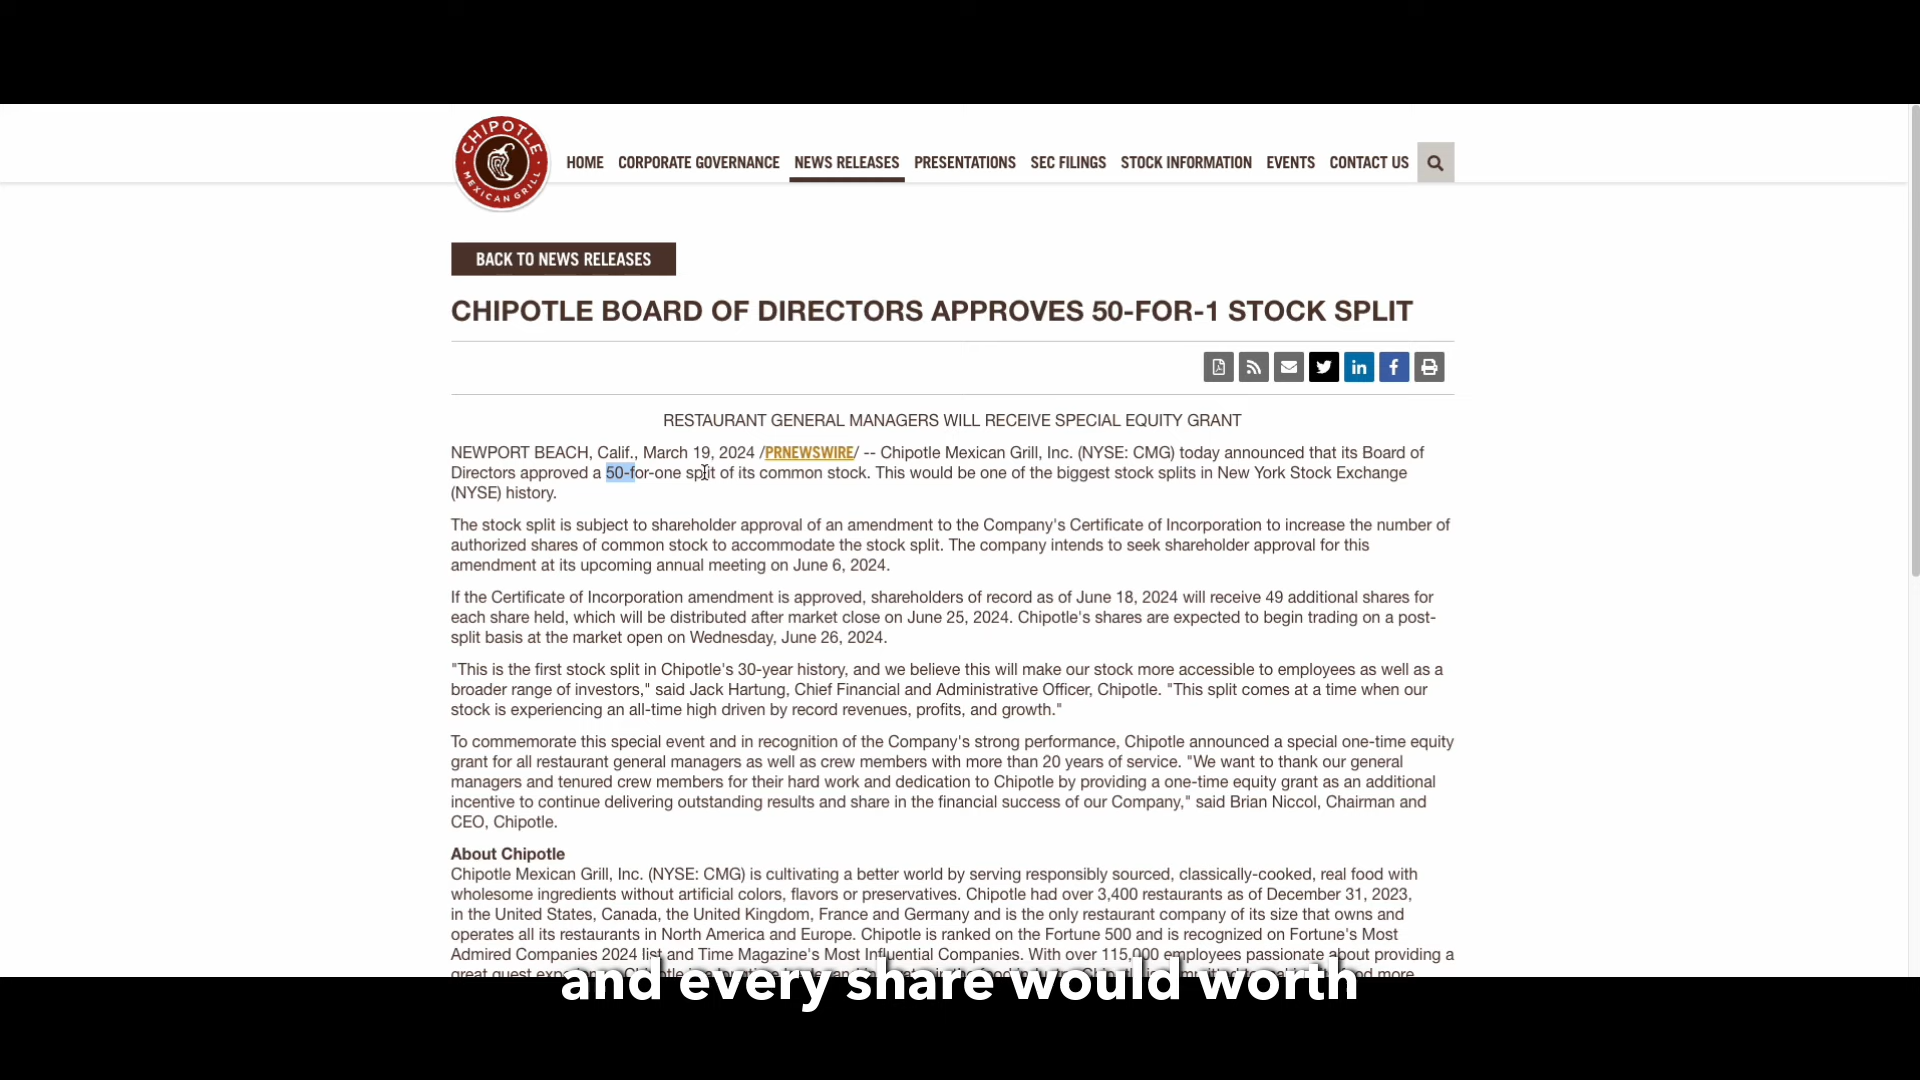 CHIPOTLE
MEXICAN GRILL
HOME CORPORATE GOVERNANCE NEWS RELEASES PRESENTATIONS SEC FILINGS STOCK INFORMATION EVENTS CONTACT US
BACK TO NEWS RELEASES
CHIPOTLE BOARD OF DIRECTORS APPROVES 50-FOR-1 STOCK SPLIT
RESTAURANT GENERAL MANAGERS WILL RECEIVE SPECIAL EQUITY GRANT
NEWPORT BEACH, Calif., March 19, 2024 /PRNEWSWIRE/ -- Chipotle Mexican Grill, Inc. (NYSE: CMG) today announced that its Board of
Directors approved a 50-for-one split of its common stock. This would be one of the biggest stock splits in New York Stock Exchange
(NYSE) history.
The stock split is subject to shareholder approval of an amendment to the Company's Certificate of Incorporation to increase the number of
authorized shares of common stock to accommodate the stock split. The company intends to seek shareholder approval for this
amendment at its upcoming annual meeting on June 6, 2024.
If the Certificate of Incorporation amendment is approved, shareholders of record as of June 18, 2024 will receive 49 additional shares for
each share held, which will be distributed after market close on June 25, 2024. Chipotle's shares are expected to begin trading on a post-
split basis at the market open on Wednesday, June 26, 2024.
"This is the first stock split in Chipotle's 30-year history, and we believe this will make our stock more accessible to employees as well as a
broader range of investors," said Jack Hartung, Chief Financial and Administrative Officer, Chipotle. "This split comes at a time when our
stock is experiencing an all-time high driven by record revenues, profits, and growth."
To commemorate this special event and in recognition of the Company's strong performance, Chipotle announced a special one-time equity
grant for all restaurant general managers as well as crew members with more than 20 years of service. "We want to thank our general
managers and tenured crew members for their hard work and dedication to Chipotle by providing a one-time equity grant as an additional
incentive to continue delivering outstanding results and share in the financial success of our Company," said Brian Niccol, Chairman and
CEO, Chipotle.
About Chipotle
Chipotle Mexican Grill, Inc. (NYSE: CMG) is cultivating a better world by serving responsibly sourced, classically-cooked, real food with
wholesome ingredients without artificial colors, flavors or preservatives. Chipotle had over 3,400 restaurants as of December 31, 2023,
in the United States, Canada, the United Kingdom, France and Germany and is the only restaurant company of its size that owns and
operates all its restaurants in North America and Europe. Chipotle is ranked on the Fortune 500 and is recognized on Fortune's Most
Admired Companies 2024 list and Time Magazine's Most Influential Companies. With over 115,000 employees passionate about providing a
great guest
and every share would worth